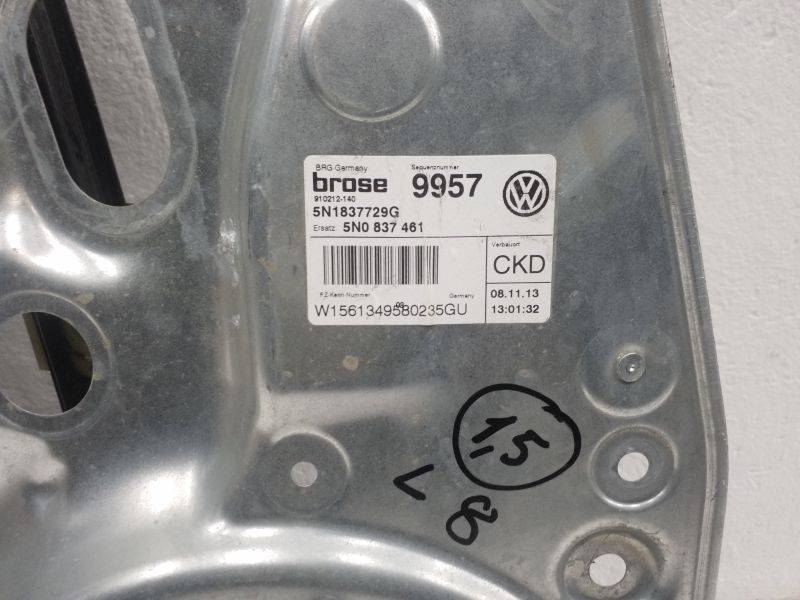 BRG Germany Sequenznummer
brose 9957
910212-140
5N1837729G
Ersatz: 5N0 837 461
Verbauort
CKD
FZ-Kenn-Nummer Germany
08.11.13
W1561349580235GU 13:01:32
15